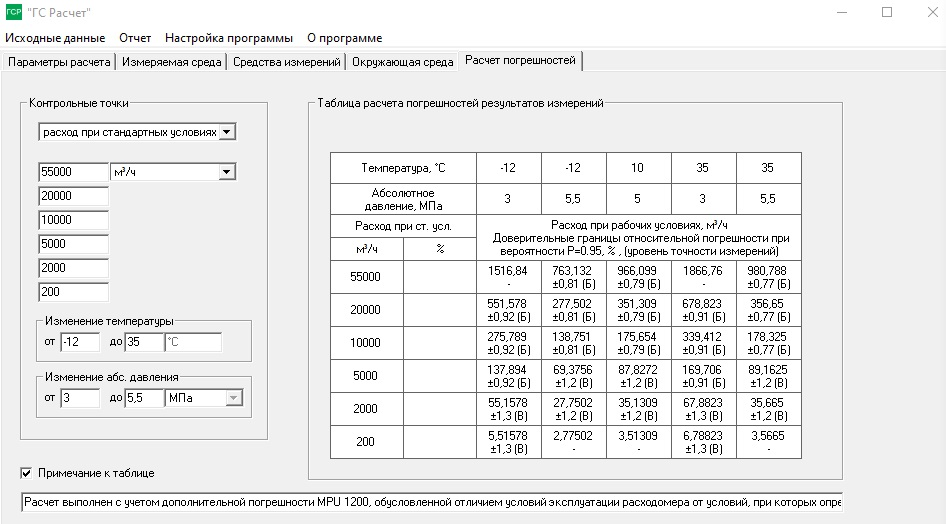 ГСР "ГС Расчет"
Исходные данные Отчет Настройка программы О программе
Параметры расчета Измеряемая среда Средства измерений Окружающая среда Расчет погрешностей
Контрольные точки
расход при стандартных условиях
55000 м³/ч
20000
10000
5000
2000
200
Изменение температуры
от -12 до 35 °C
Изменение абс. давления
от 3 до 5,5 МПа
Таблица расчета погрешностей результатов измерений
Температура, °C -12 -12 10 35 35
Абсолютное
давление, МПа 3 5,5 5 3 5,5
Расход при ст. усл.
м³/ч %
Расход при рабочих условиях, м³/ч
Доверительные границы относительной погрешности при
вероятности P=0.95, % , (уровень точности измерений)
55000 1516,84 763,132 966,099 1866,76 980,788
- ±0,81 (Б) ±0,79 (Б) - ±0,77 (Б)
20000 551,578 277,502 351,309 678,823 356,65
±0,92 (Б) ±0,81 (Б) ±0,79 (Б) ±0,91 (Б) ±0,77 (Б)
10000 275,789 138,751 175,654 339,412 178,325
±0,92 (Б) ±0,81 (Б) ±0,79 (Б) ±0,91 (Б) ±0,77 (Б)
5000 137,894 69,3756 87,8272 169,706 89,1625
±0,92 (Б) ±1,2 (В) ±1,2 (В) ±0,91 (Б) ±1,2 (В)
2000 55,1578 27,7502 35,1309 67,8823 35,665
±1,3 (В) ±1,2 (В) ±1,2 (В) ±1,3 (В) ±1,2 (В)
200 5,51578 2,77502 3,51309 6,78823 3,5665
±1,3 (В) - - ±1,3 (В) -
Примечание к таблице
Расчет выполнен с учетом дополнительной погрешности MPU 1200, обусловленной отличием условий эксплуатации расходомера от условий, при которых опре